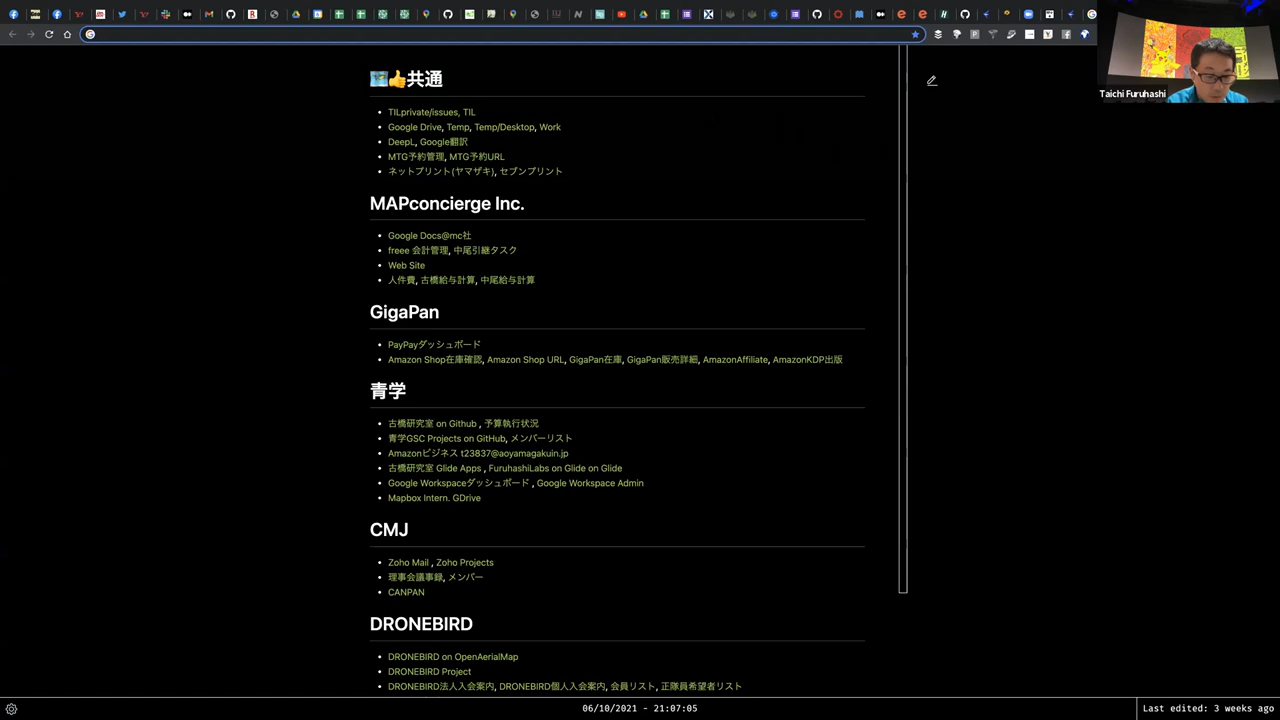 Taichi Furuhashi
🗺️👍共通
TILprivate/issues, TIL
Google Drive, Temp, Temp/Desktop, Work
DeepL, Google翻訳
MTG予約管理, MTG予約URL
ネットプリント(ヤマザキ), セブンプリント
MAPconcierge Inc.
Google Docs@mc社
freee 会計管理, 中尾引継タスク
Web Site
人件費, 古橋給与計算, 中尾給与計算
GigaPan
PayPayダッシュボード
Amazon Shop在庫確認, Amazon Shop URL, GigaPan在庫, GigaPan販売詳細, AmazonAffiliate, AmazonKDP出版
青学
古橋研究室 on Github , 予算執行状況
青学GSC Projects on GitHub, メンバーリスト
Amazonビジネス t23837@aoyamagakuin.jp
古橋研究室 Glide Apps , FuruhashiLabs on Glide on Glide
Google Workspaceダッシュボード , Google Workspace Admin
Mapbox Intern. GDrive
CMJ
Zoho Mail , Zoho Projects
理事会議事録, メンバー
CANPAN
DRONEBIRD
DRONEBIRD on OpenAerialMap
DRONEBIRD Project
DRONEBIRD法人入会案内, DRONEBIRD個人入会案内, 会員リスト, 正隊員希望者リスト
06/10/2021 - 21:07:05
Last edited: 3 weeks ago